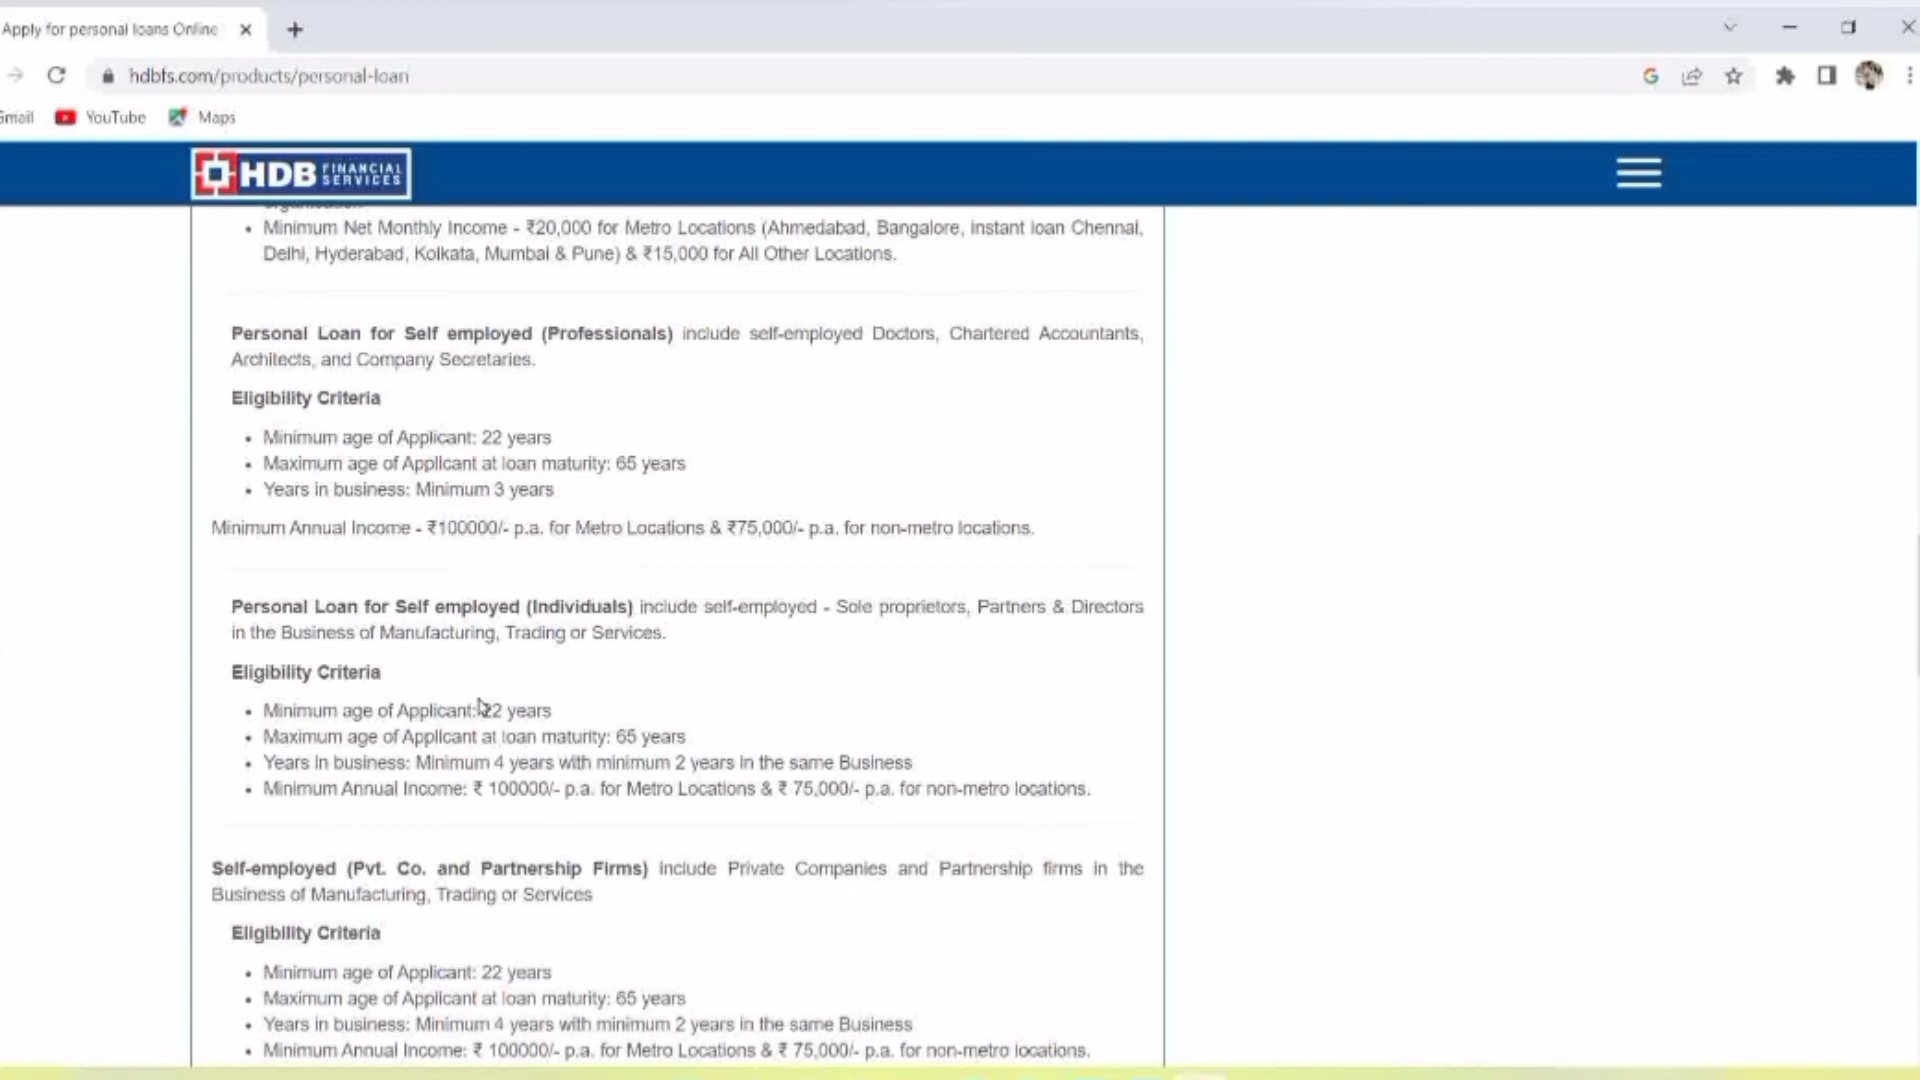 Apply for personal loans Online
hdbfs.com/products/personal-loan
Gmail YouTube Maps
HDB FINANCIAL SERVICES
• Minimum Net Monthly Income - ₹20,000 for Metro Locations (Ahmedabad, Bangalore, instant loan Chennai,
Delhi, Hyderabad, Kolkata, Mumbai & Pune) & ₹15,000 for All Other Locations.
Personal Loan for Self employed (Professionals) include self-employed Doctors, Chartered Accountants,
Architects, and Company Secretaries.
Eligibility Criteria
• Minimum age of Applicant: 22 years
• Maximum age of Applicant at loan maturity: 65 years
• Years in business: Minimum 3 years
Minimum Annual Income - ₹100000/- p.a. for Metro Locations & ₹75,000/- p.a. for non-metro locations.
Personal Loan for Self employed (Individuals) include self-employed - Sole proprietors, Partners & Directors
in the Business of Manufacturing, Trading or Services.
Eligibility Criteria
• Minimum age of Applicant: 22 years
• Maximum age of Applicant at loan maturity: 65 years
• Years in business: Minimum 4 years with minimum 2 years in the same Business
• Minimum Annual Income: ₹ 100000/- p.a. for Metro Locations & ₹ 75,000/- p.a. for non-metro locations.
Self-employed (Pvt. Co. and Partnership Firms) include Private Companies and Partnership firms in the
Business of Manufacturing, Trading or Services
Eligibility Criteria
• Minimum age of Applicant: 22 years
• Maximum age of Applicant at loan maturity: 65 years
• Years in business: Minimum 4 years with minimum 2 years in the same Business
• Minimum Annual Income: ₹ 100000/- p.a. for Metro Locations & ₹ 75,000/- p.a. for non-metro locations.